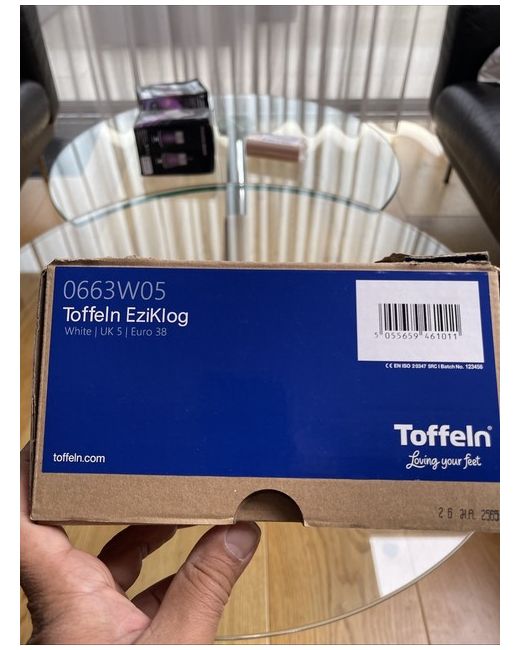 0663W05
Toffeln EziKlog
White | UK 5 | Euro 38
5 055659 461011
CE EN ISO 20347 SRC | Batch No. 123456
Toffeln®
Loving your feet
toffeln.com